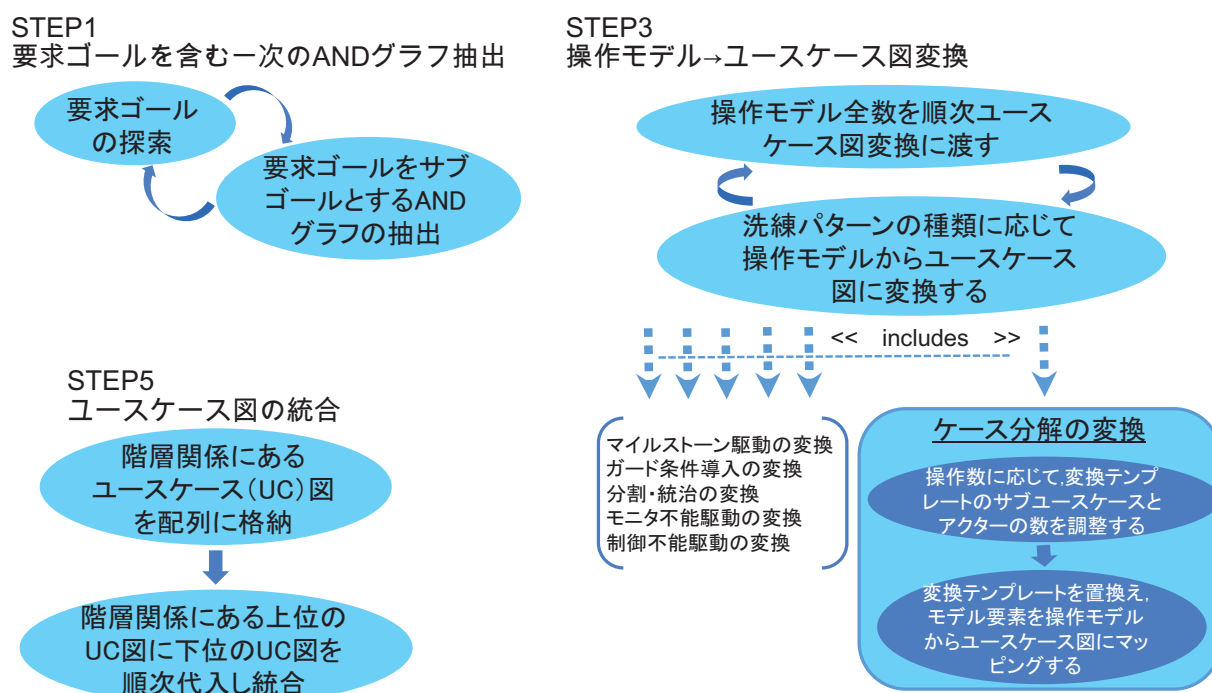 STEP1
要求ゴールを含む一次のANDグラフ抽出
要求ゴール
の探索
要求ゴールをサブ
ゴールとするAND
グラフの抽出
STEP3
操作モデル→ユースケース図変換
操作モデル全数を順次ユース
ケース図変換に渡す
洗練パターンの種類に応じて
操作モデルからユースケース
図に変換する
<< includes >>
マイルストーン駆動の変換
ガード条件導入の変換
分割・統治の変換
モニタ不能駆動の変換
制御不能駆動の変換
ケース分解の変換
操作数に応じて,変換テンプ
レートのサブユースケースと
アクターの数を調整する
変換テンプレートを置換え,
モデル要素を操作モデル
からユースケース図にマッ
ピングする
STEP5
ユースケース図の統合
階層関係にある
ユースケース(UC)図
を配列に格納
階層関係にある上位の
UC図に下位のUC図を
順次代入し統合